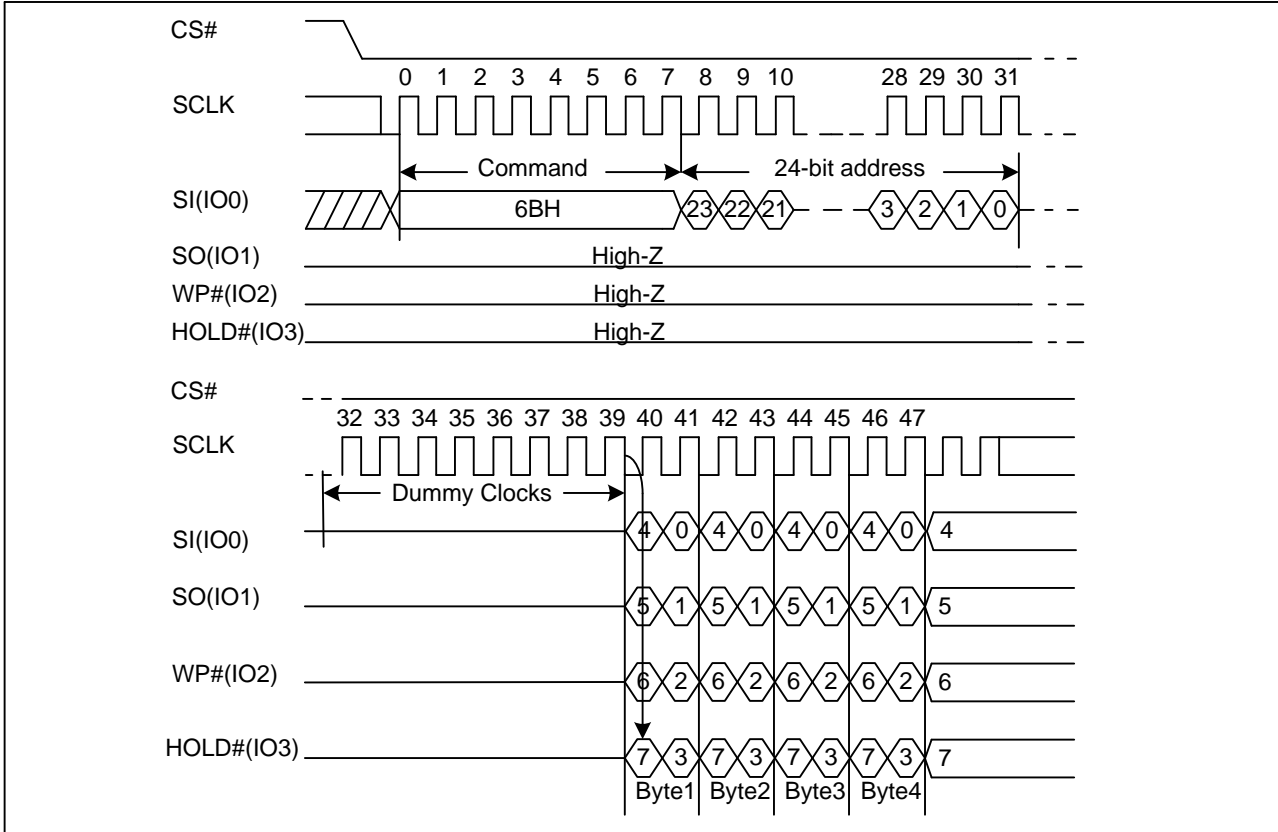 CS#
0 1 2 3 4 5 6 7 8 9 10 28 29 30 31
SCLK
Command 24-bit address
SI(IO0) 6BH 23 22 21 3 2 1 0
SO(IO1) High-Z
WP#(IO2) High-Z
HOLD#(IO3) High-Z
CS#
32 33 34 35 36 37 38 39 40 41 42 43 44 45 46 47
SCLK
Dummy Clocks
SI(IO0) 4 0 4 0 4 0 4 0 4
SO(IO1) 5 1 5 1 5 1 5 1 5
WP#(IO2) 6 2 6 2 6 2 6 2 6
HOLD#(IO3) 7 3 7 3 7 3 7 3 7
Byte1 Byte2 Byte3 Byte4